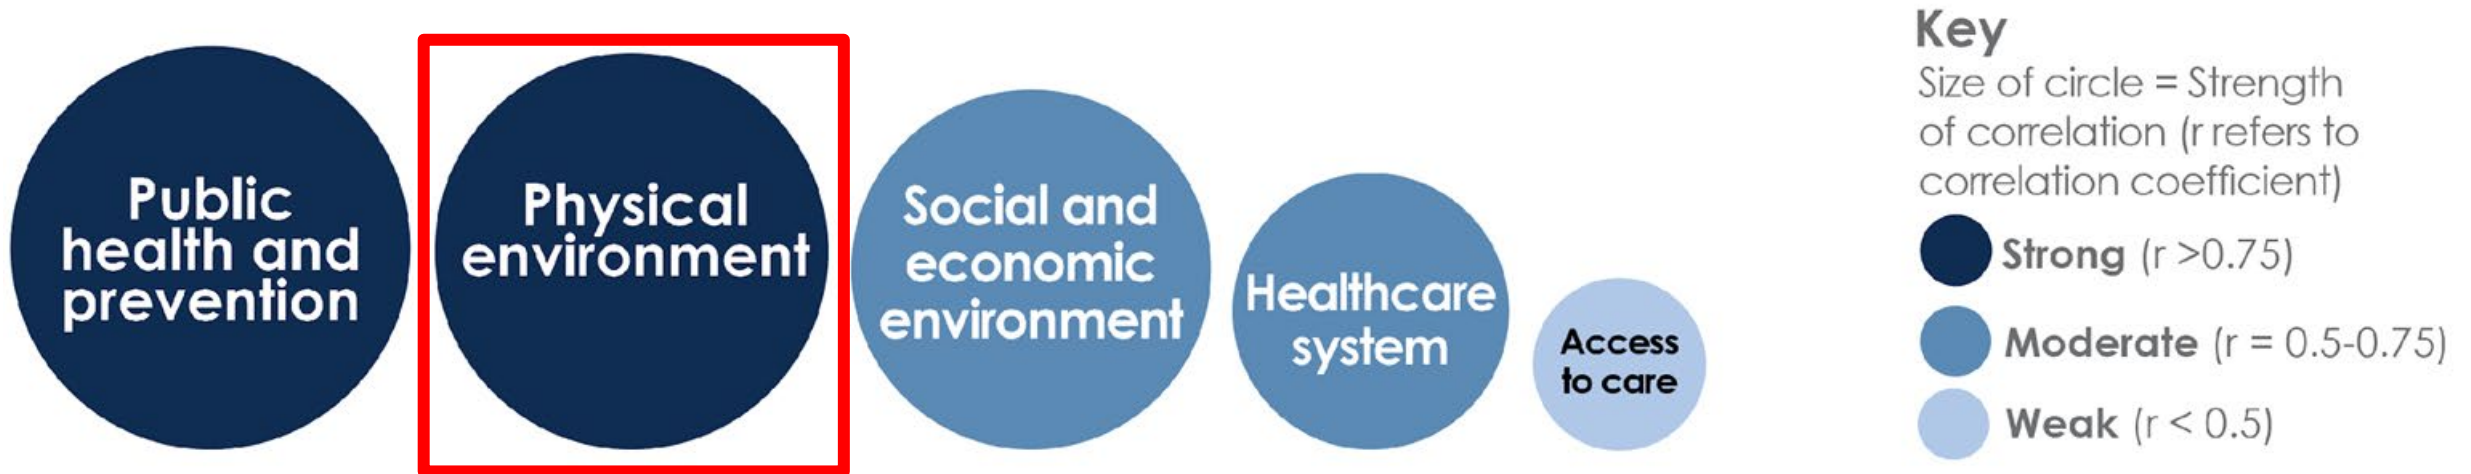 Public
health and
prevention
Physical
environment
Social and
economic
environment
Healthcare
system
Access
to care
Key
Size of circle = Strength
of correlation (r refers to
correlation coefficient)
Strong (r >0.75)
Moderate (r = 0.5-0.75)
Weak (r < 0.5)